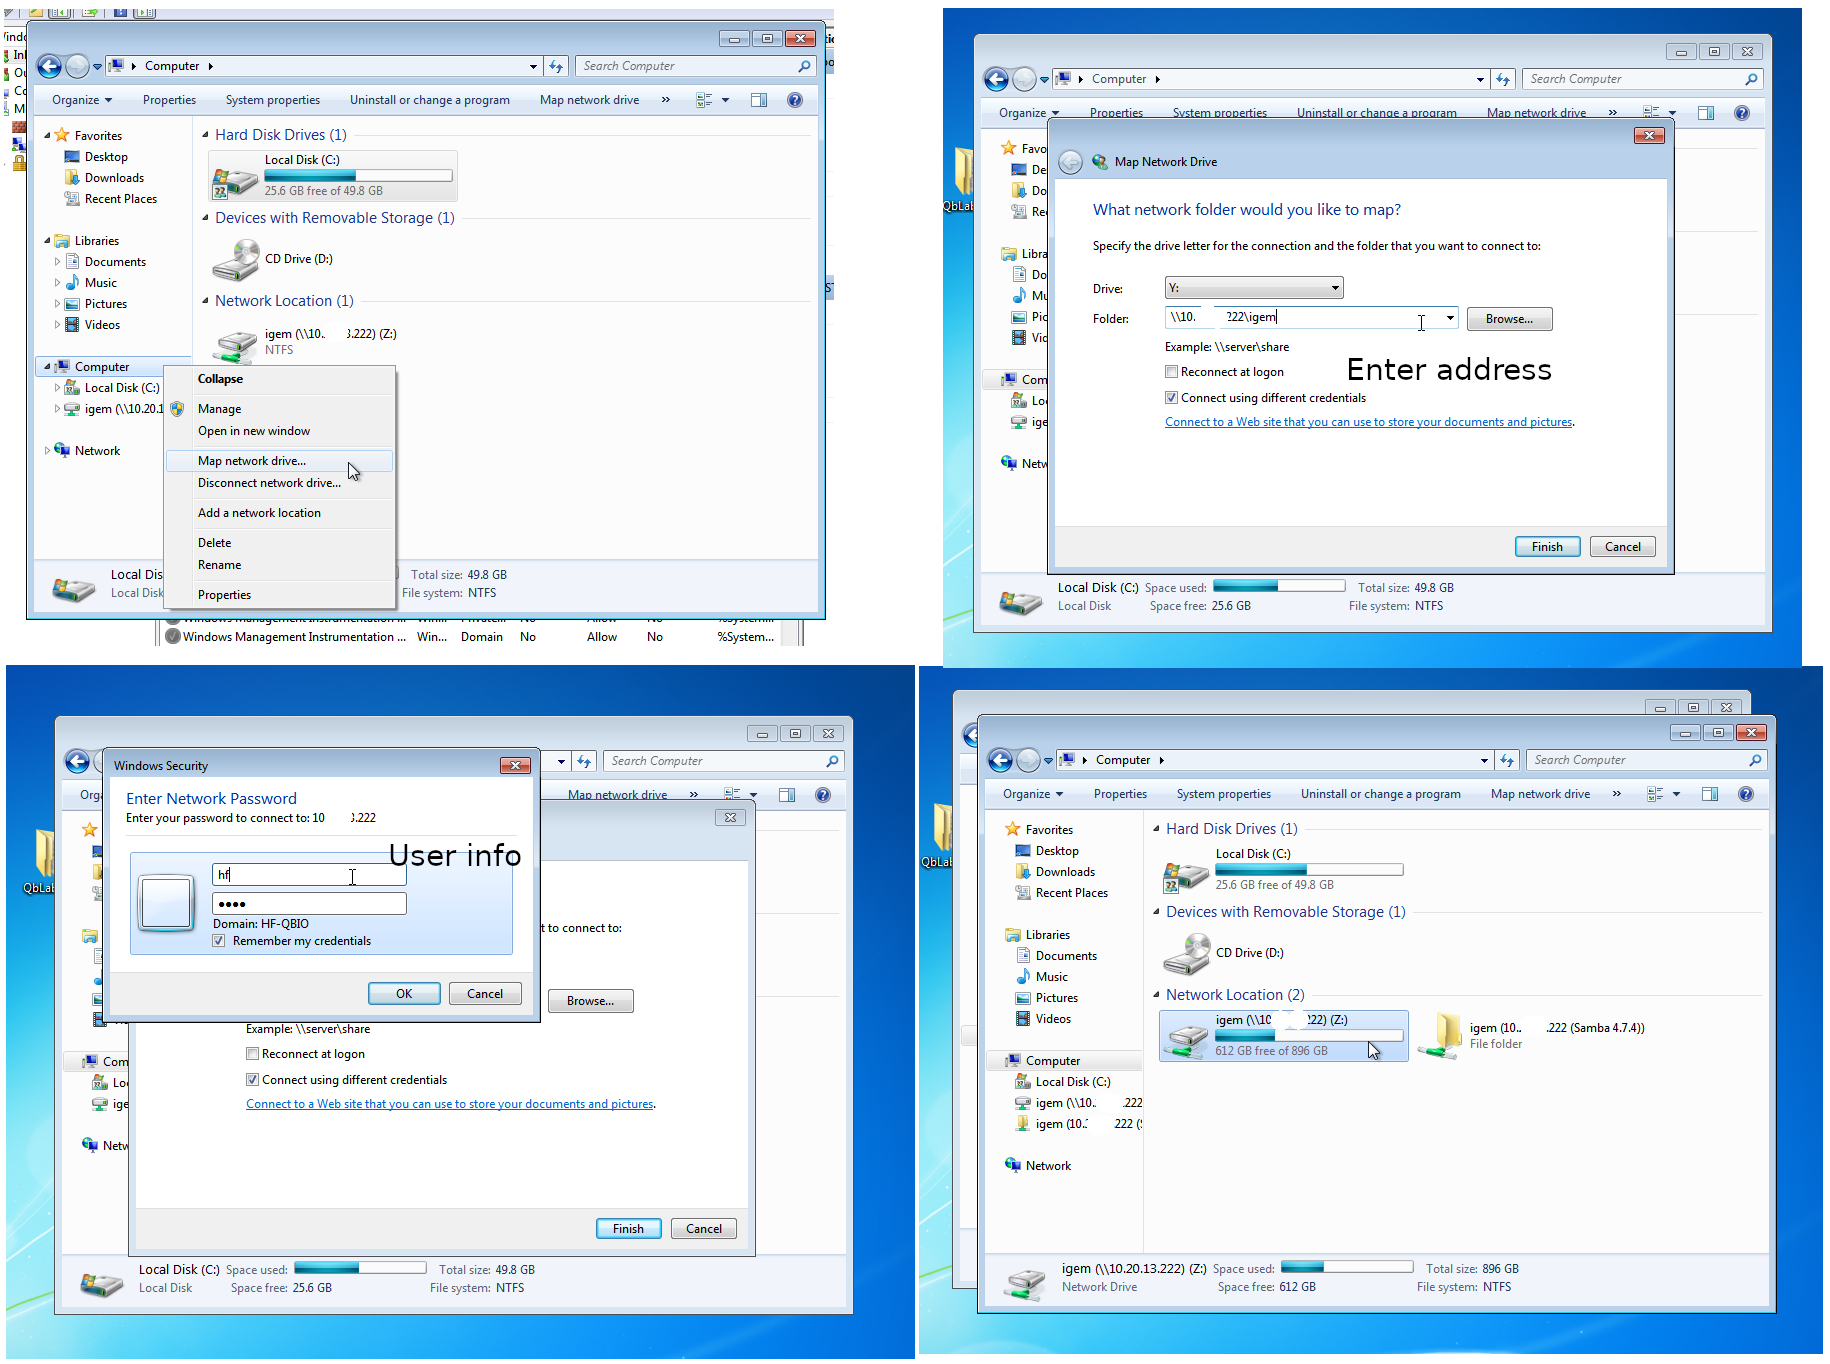 Computer
Search Computer
Organize
Properties
System properties
Uninstall or change a program
Map network drive
»
Favorites
Desktop
Downloads
Recent Places
Libraries
Documents
Music
Pictures
Videos
Computer
Local Disk (C:)
igem (\\10.20.1
Network
Hard Disk Drives (1)
Local Disk (C:)
25.6 GB free of 49.8 GB
Devices with Removable Storage (1)
CD Drive (D:)
Network Location (1)
igem (\\10. .222) (Z:)
NTFS
Collapse
Manage
Open in new window
Map network drive...
Disconnect network drive...
Add a network location
Delete
Rename
Properties
Local Dis
Total size: 49.8 GB
Local Disk
File system: NTFS
Windows Management Instrumentation ... Win... Domain No Allow No %System...
Computer
Search Computer
Organize
Properties
System properties
Uninstall or change a program
Map network drive
»
QbLab
Favo
De
Do
Re
Libra
Do
Mu
Pic
Vic
Com
Lo
ige
Netw
Map Network Drive
What network folder would you like to map?
Specify the drive letter for the connection and the folder that you want to connect to:
Drive: Y:
Folder: \\10. 222\igem
Browse...
Example: \\server\share
Reconnect at logon
Enter address
Connect using different credentials
Connect to a Web site that you can use to store your documents and pictures.
Finish
Cancel
Local Disk (C:) Space used: Total size: 49.8 GB
Local Disk Space free: 25.6 GB File system: NTFS
Search Computer
Orga
Map network drive
»
QbLab
Windows Security
Enter Network Password
Enter your password to connect to: 10 .222
User info
hf
••••
Domain: HF-QBIO
Remember my credentials
OK
Cancel
t to connect to:
Browse...
Example: \\server\share
Reconnect at logon
Connect using different credentials
Connect to a Web site that you can use to store your documents and pictures.
Com
Lo
ige
Netw
Finish
Cancel
Local Disk (C:) Space used: Total size: 49.8 GB
Local Disk Space free: 25.6 GB File system: NTFS
Computer
Search Computer
Organize
Properties
System properties
Uninstall or change a program
Map network drive
»
QbLab
Favorites
Desktop
Downloads
Recent Places
Libraries
Documents
Music
Pictures
Videos
Computer
Local Disk (C:)
igem (\\10. .222
igem (10. .222 (
Network
Hard Disk Drives (1)
Local Disk (C:)
25.6 GB free of 49.8 GB
Devices with Removable Storage (1)
CD Drive (D:)
Network Location (2)
igem (\\10 222) (Z:)
612 GB free of 896 GB
igem (10.. .222 (Samba 4.7.4))
File folder
igem (\\10.20.13.222) (Z:) Space used: Total size: 896 GB
Network Drive Space free: 612 GB File system: NTFS